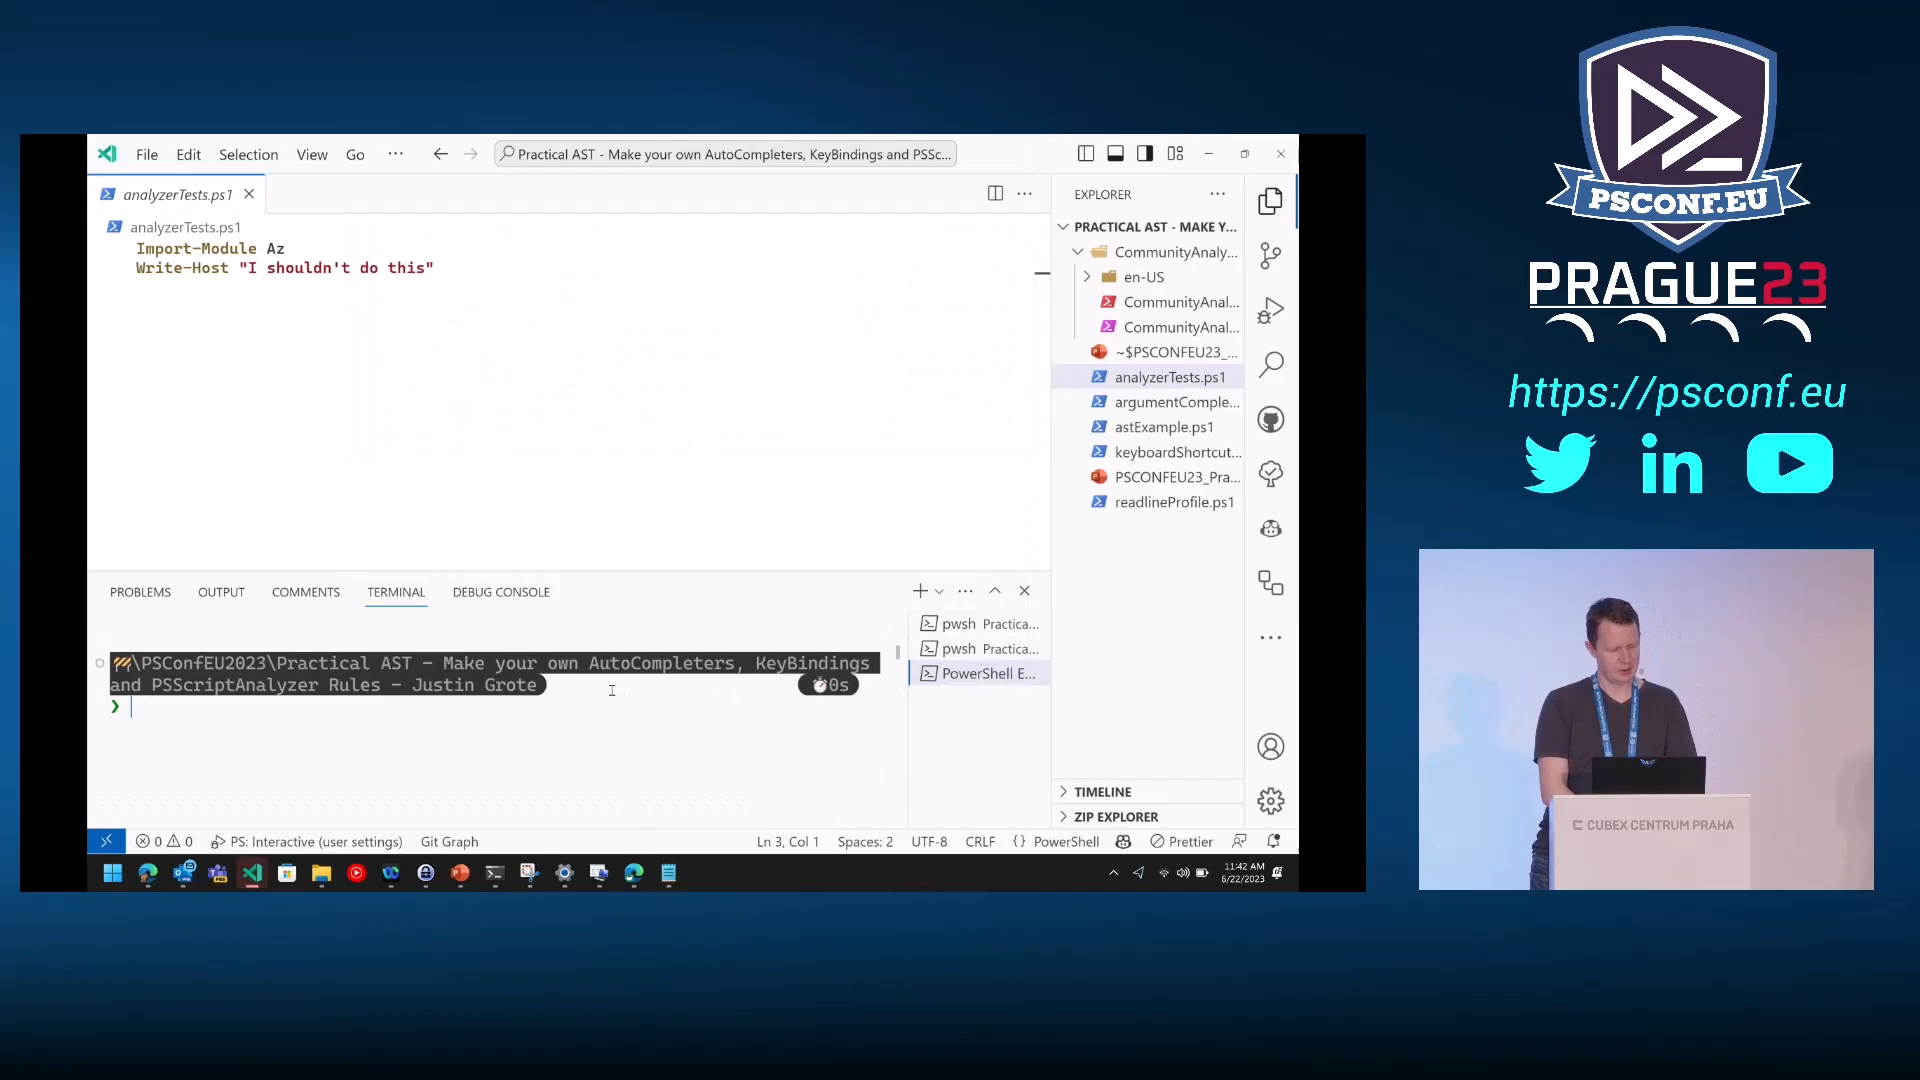 File Edit Selection View Go ···
Practical AST - Make your own AutoCompleters, KeyBindings and PSSc...
analyzerTests.ps1
analyzerTests.ps1
Import-Module Az
Write-Host "I shouldn't do this"
EXPLORER
PRACTICAL AST - MAKE Y...
CommunityAnaly...
en-US
CommunityAnal...
CommunityAnal...
~$PSCONFEU23_...
analyzerTests.ps1
argumentComple...
astExample.ps1
keyboardShortcut...
PSCONFEU23_Pra...
readlineProfile.ps1
TIMELINE
ZIP EXPLORER
PROBLEMS OUTPUT COMMENTS TERMINAL DEBUG CONSOLE
\PSConfEU2023\Practical AST - Make your own AutoCompleters, KeyBindings
and PSScriptAnalyzer Rules - Justin Grote 0s
❯
pwsh Practica...
pwsh Practica...
PowerShell E...
0 0 PS: Interactive (user settings) Git Graph Ln 3, Col 1 Spaces: 2 UTF-8 CRLF {} PowerShell Prettier
11:42 AM
6/22/2023
PSCONF.EU
PRAGUE23
https://psconf.eu
in
CUBEX CENTRUM PRAHA